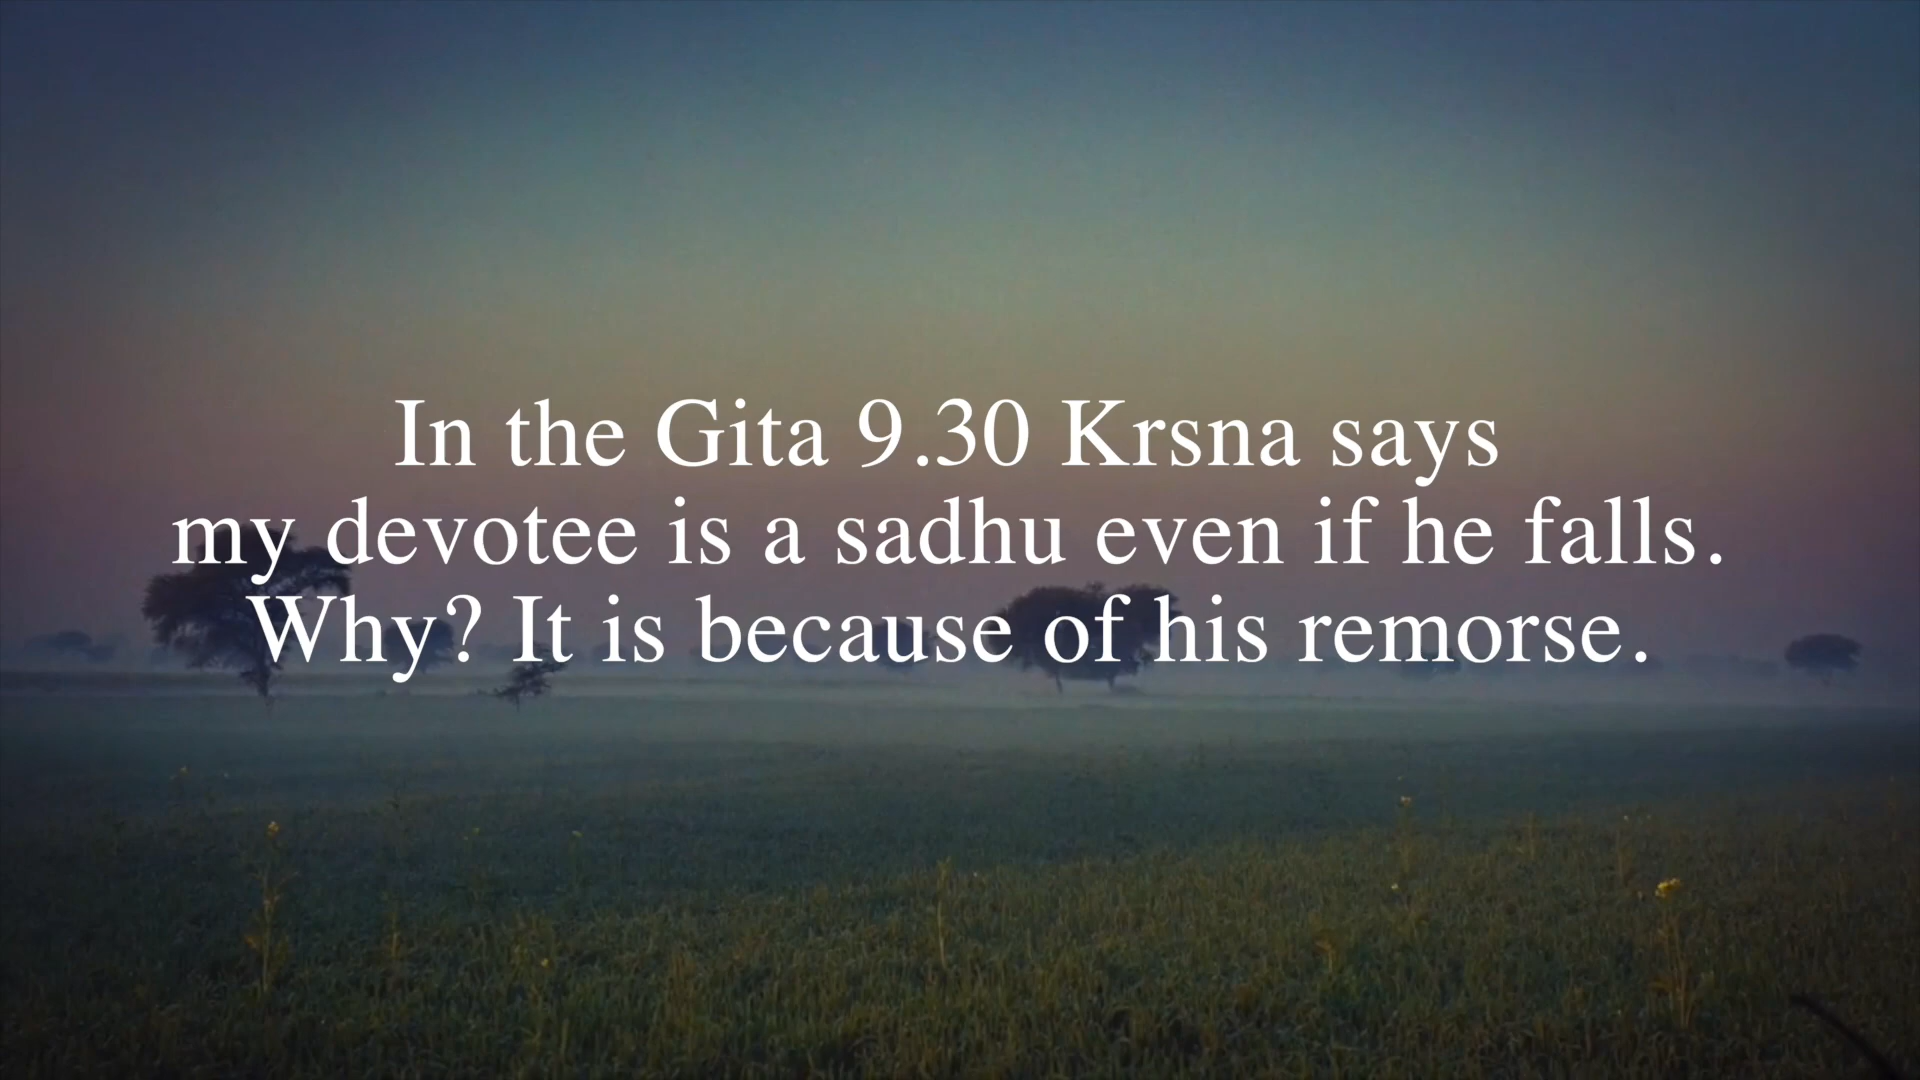 In the Gita 9.30 Krsna says
my devotee is a sadhu even if he falls.
Why? It is because of his remorse.